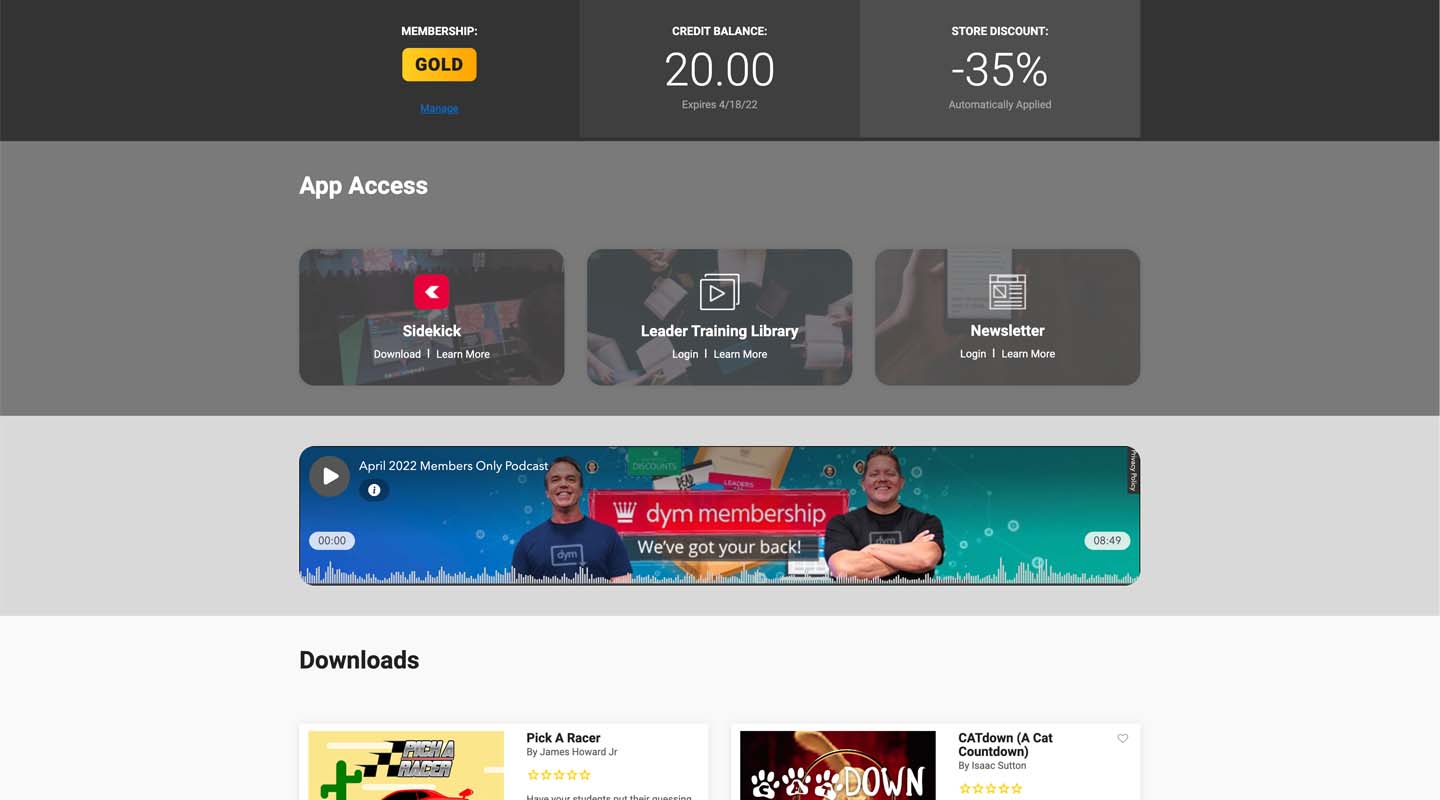 MEMBERSHIP:
GOLD
Manage
CREDIT BALANCE:
20.00
Expires 4/18/22
STORE DISCOUNT:
-35%
Automatically Applied
App Access
Sidekick
Download | Learn More
Leader Training Library
Login | Learn More
Newsletter
Login | Learn More
April 2022 Members Only Podcast
Privacy Policy
DISCOUNTS
LEADERS
dym membership
We've got your back!
dym
dym
00:00
08:49
Downloads
PICK A
RACER
Pick A Racer
By James Howard Jr
Have your students put their guessing
CATDOWN
CATdown (A Cat
Countdown)
By Isaac Sutton